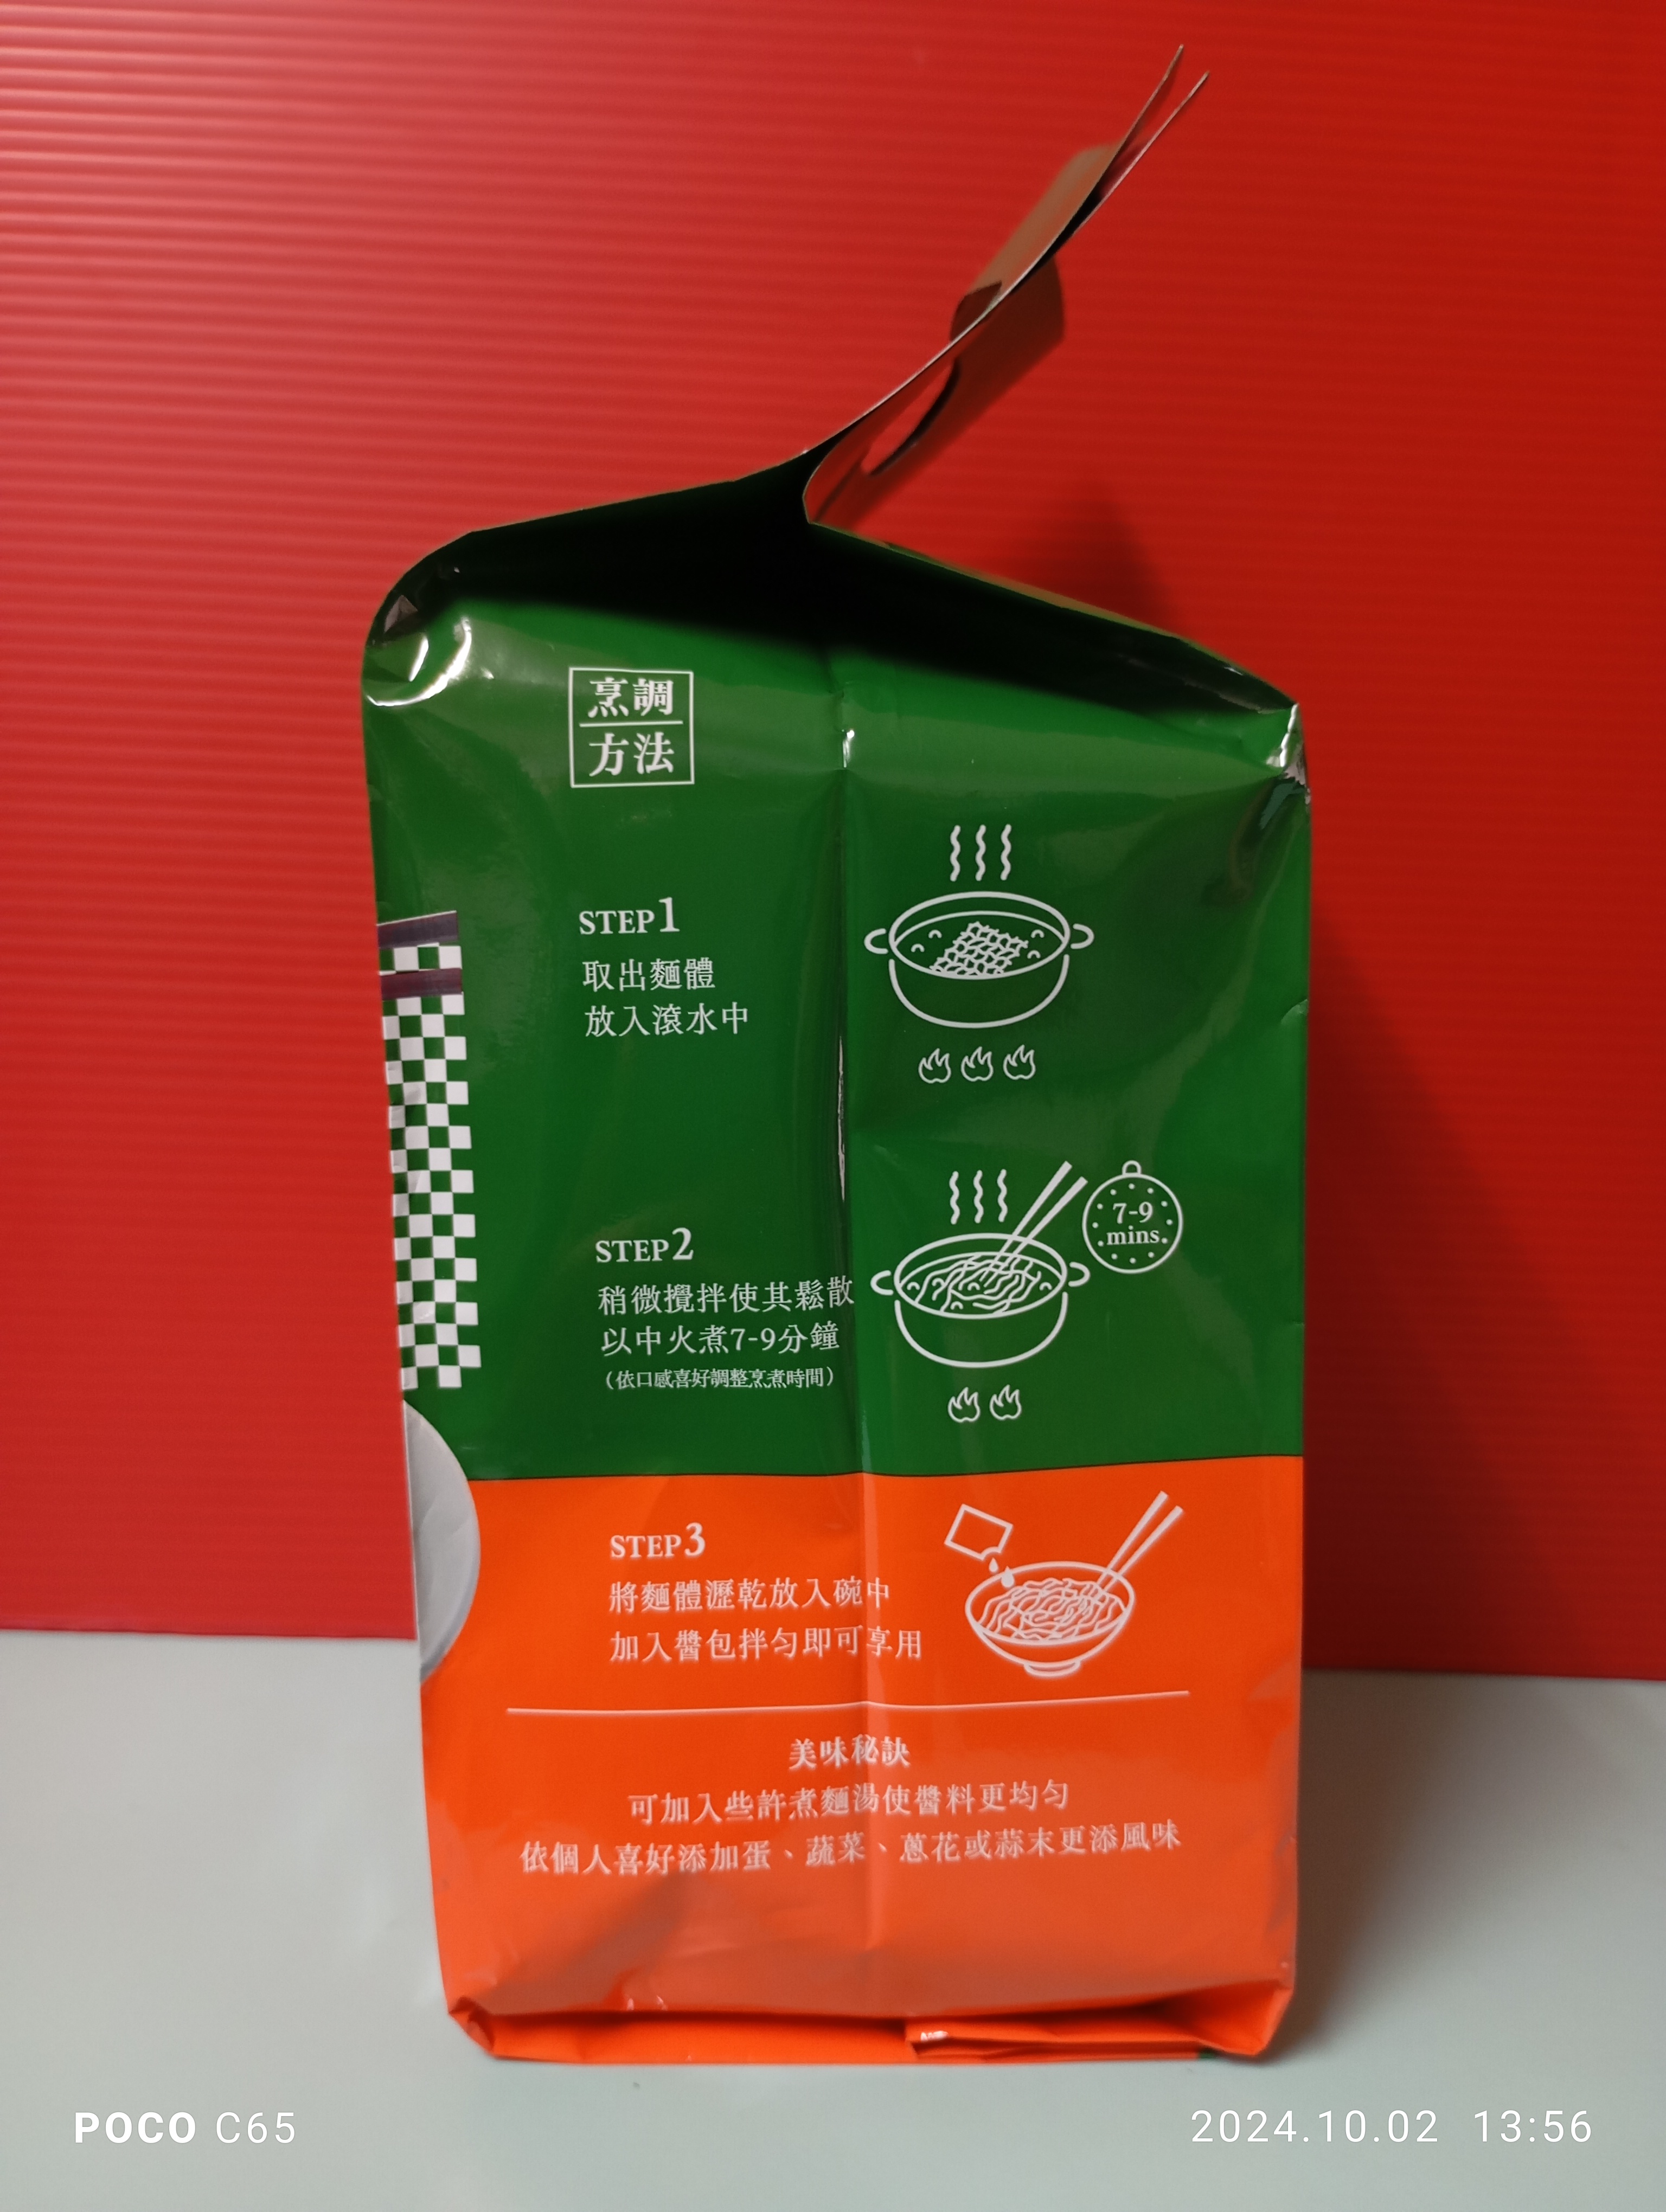 烹調
方法
STEP1
取出麵體
放入滾水中
STEP2
稍微攪拌使其鬆散
以中火煮7-9分鐘
（依口感喜好調整烹煮時間）
7-9
mins.
STEP3
將麵體瀝乾放入碗中
加入醬包拌勻即可享用
美味秘訣
可加入些許煮麵湯使醬料更均勻
依個人喜好添加蛋、蔬菜、蔥花或蒜末更添風味
POCO C65
2024.10.02 13:56